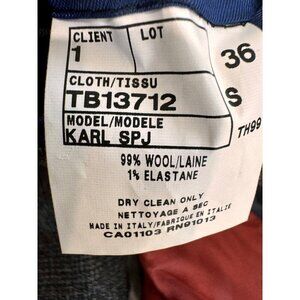 CLIENT LOT
1
36
CLOTH/TISSU
TB13712
S
MODEL/MODELE
KARL SPJ
TH99
99% WOOL/LAINE
1% ELASTANE
DRY CLEAN ONLY
NETTOYAGE A SEC
MADE IN ITALY/FABRIQUE EN ITALIE
CA01103 RN91013